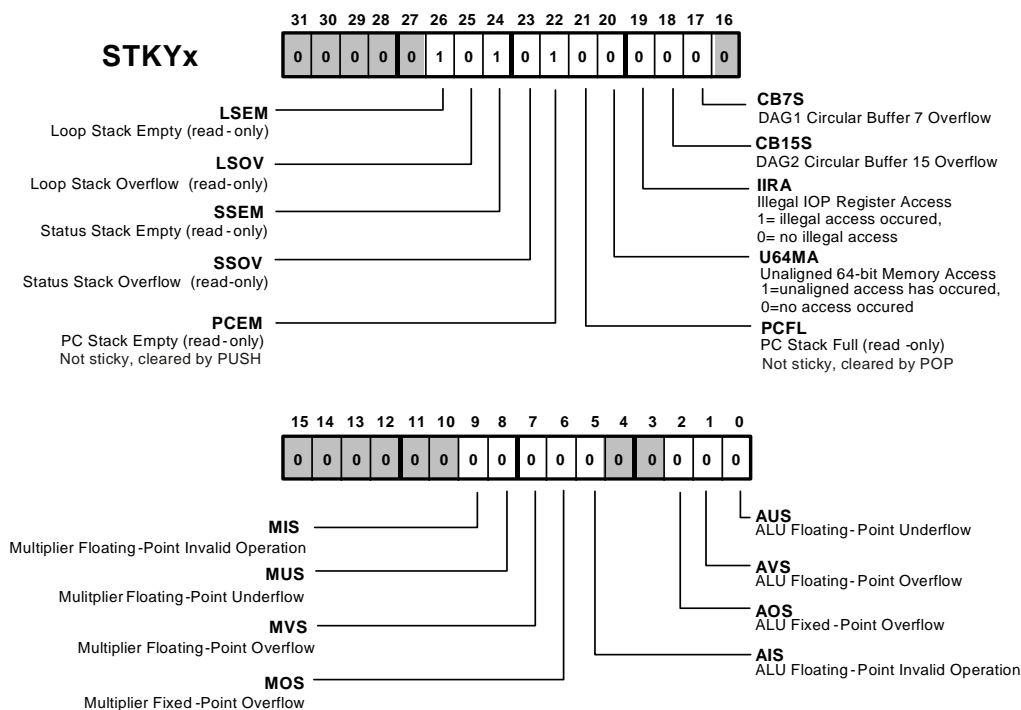 31 30 29 28 27 26 25 24 23 22 21 20 19 18 17 16
STKYx
0 0 0 0 0 1 0 1 0 1 0 0 0 0 0 0
LSEM
Loop Stack Empty (read-only)
LSOV
Loop Stack Overflow (read-only)
SSEM
Status Stack Empty (read-only)
SSOV
Status Stack Overflow (read-only)
PCEM
PC Stack Empty (read-only)
Not sticky, cleared by PUSH
CB7S
DAG1 Circular Buffer 7 Overflow
CB15S
DAG2 Circular Buffer 15 Overflow
IIRA
Illegal IOP Register Access
1= illegal access occured,
0= no illegal access
U64MA
Unaligned 64-bit Memory Access
1=unaligned access has occured,
0=no access occured
PCFL
PC Stack Full (read -only)
Not sticky, cleared by POP
15 14 13 12 11 10 9 8 7 6 5 4 3 2 1 0
0 0 0 0 0 0 0 0 0 0 0 0 0 0 0 0
MIS
Multiplier Floating-Point Invalid Operation
MUS
Mulitplier Floating-Point Underflow
MVS
Multiplier Floating-Point Overflow
MOS
Multiplier Fixed -Point Overflow
AUS
ALU Floating-Point Underflow
AVS
ALU Floating-Point Overflow
AOS
ALU Fixed -Point Overflow
AIS
ALU Floating-Point Invalid Operation